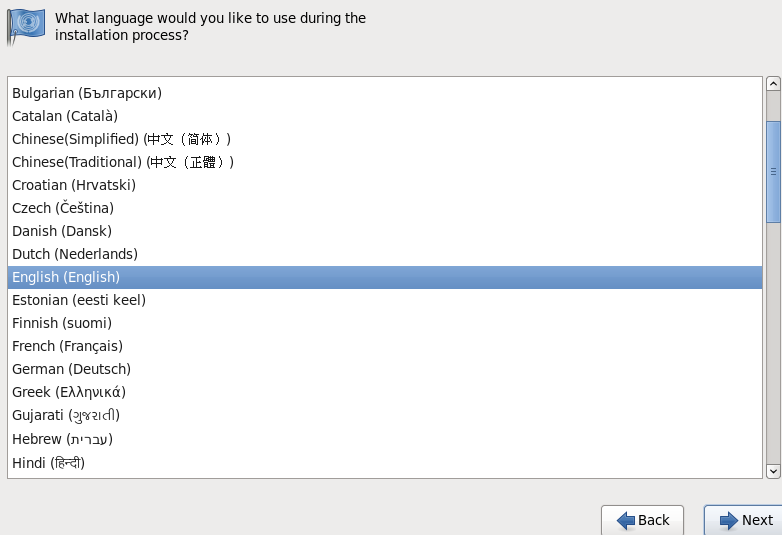 What language would you like to use during the
installation process?
Bulgarian (Български)
Catalan (Català)
Chinese(Simplified) (中文（简体）)
Chinese(Traditional) (中文（正體）)
Croatian (Hrvatski)
Czech (Čeština)
Danish (Dansk)
Dutch (Nederlands)
English (English)
Estonian (eesti keel)
Finnish (suomi)
French (Français)
German (Deutsch)
Greek (Ελληνικά)
Gujarati (ગુજરાતી)
Hebrew (עברית)
Hindi (हिन्दी)
Back
Next